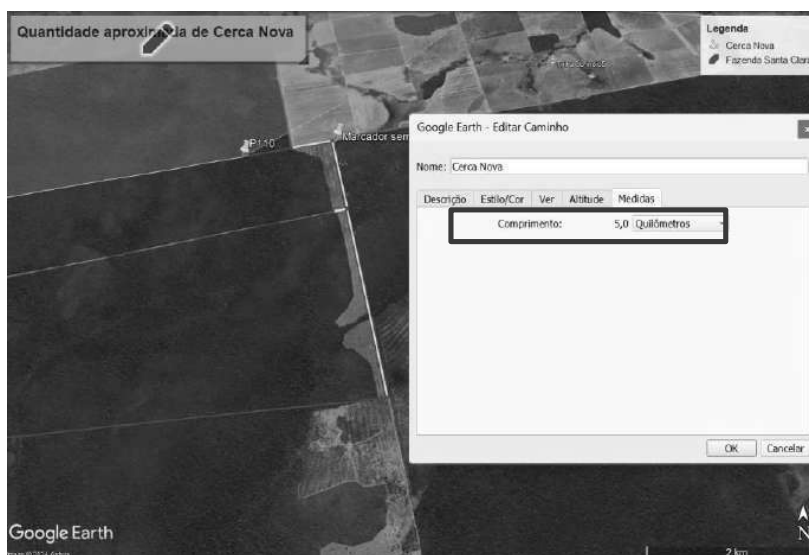 Quantidade aproximada de Cerca Nova
Legenda
Cerca Nova
Fazenda Santa Clara
P110
Marcador sem
Google Earth - Editar Caminho
Nome: Cerca Nova
Descrição Estilo/Cor Ver Altitude Medidas
Comprimento: 5,0 Quilômetros
OK Cancelar
Google Earth
N
2 km